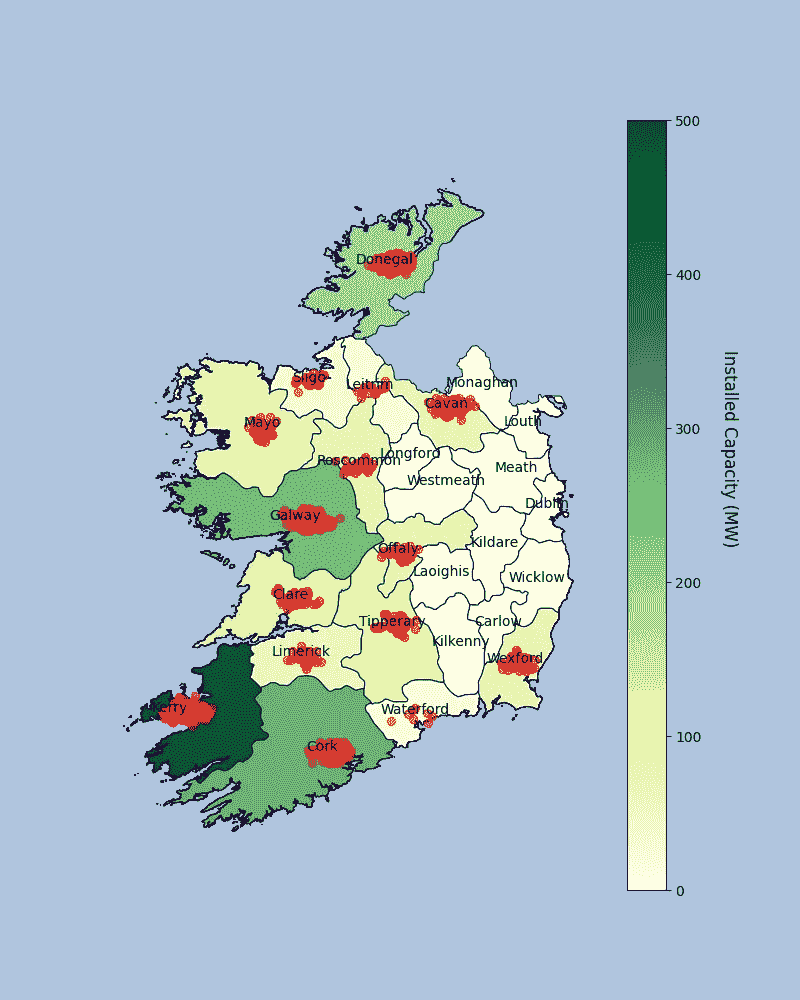 500
400
300
200
100
0
Installed Capacity (MW)
Donegal
Sligo
Leitrim
Monaghan
Cavan
Louth
Mayo
Longford
Roscommon
Meath
Westmeath
Dublin
Galway
Kildare
Offaly
Laoighis
Wicklow
Clare
Tipperary
Carlow
Kilkenny
Limerick
Wexford
Kerry
Waterford
Cork